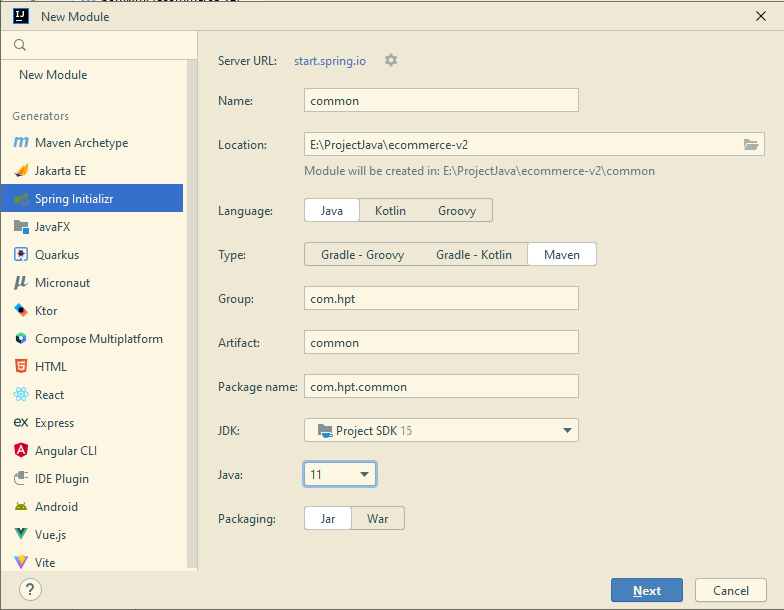 New Module
New Module
Generators
Maven Archetype
Jakarta EE
Spring Initializr
JavaFX
Quarkus
Micronaut
Ktor
Compose Multiplatform
HTML
React
Express
Angular CLI
IDE Plugin
Android
Vue.js
Vite
Server URL: start.spring.io
Name: common
Location: E:\ProjectJava\ecommerce-v2
Module will be created in: E:\ProjectJava\ecommerce-v2\common
Language: Java Kotlin Groovy
Type: Gradle - Groovy Gradle - Kotlin Maven
Group: com.hpt
Artifact: common
Package name: com.hpt.common
JDK: Project SDK 15
Java: 11
Packaging: Jar War
? Next Cancel